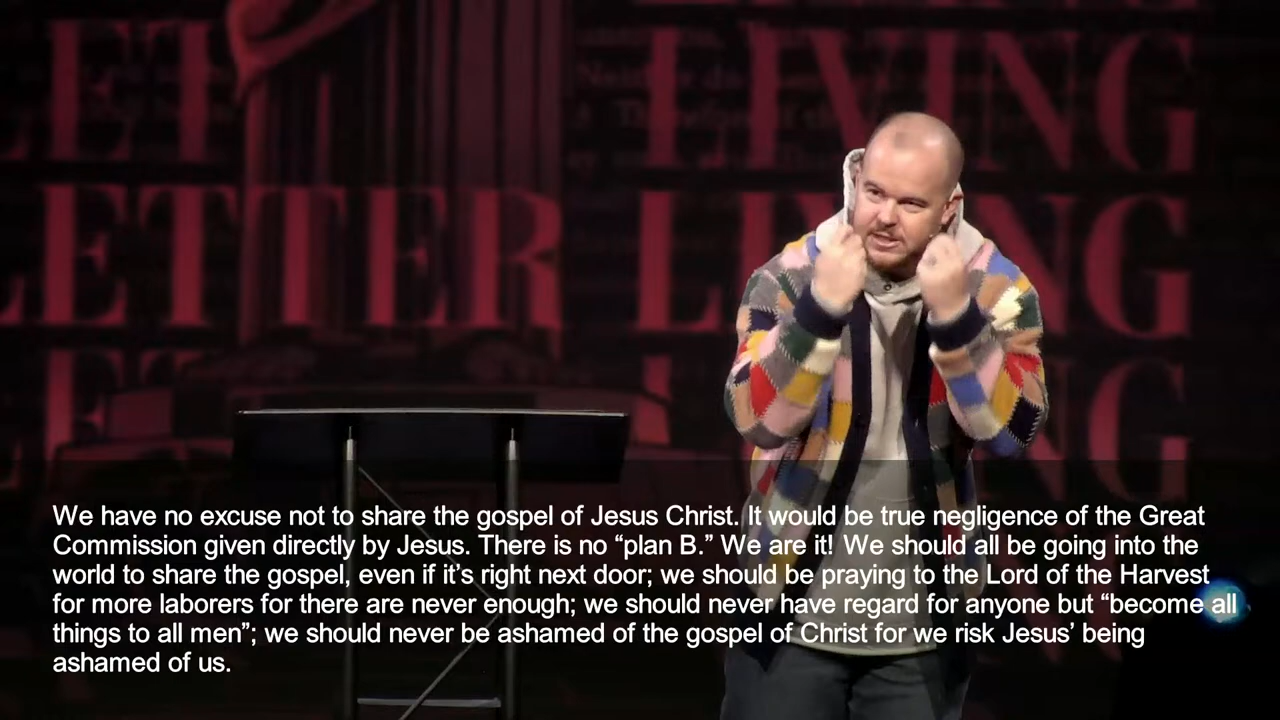 ET LIVING
ETTER LIVING
We have no excuse not to share the gospel of Jesus Christ. It would be true negligence of the Great
Commission given directly by Jesus. There is no “plan B.” We are it! We should all be going into the
world to share the gospel, even if it’s right next door; we should be praying to the Lord of the Harvest
for more laborers for there are never enough; we should never have regard for anyone but “become all
things to all men”; we should never be ashamed of the gospel of Christ for we risk Jesus’ being
ashamed of us.